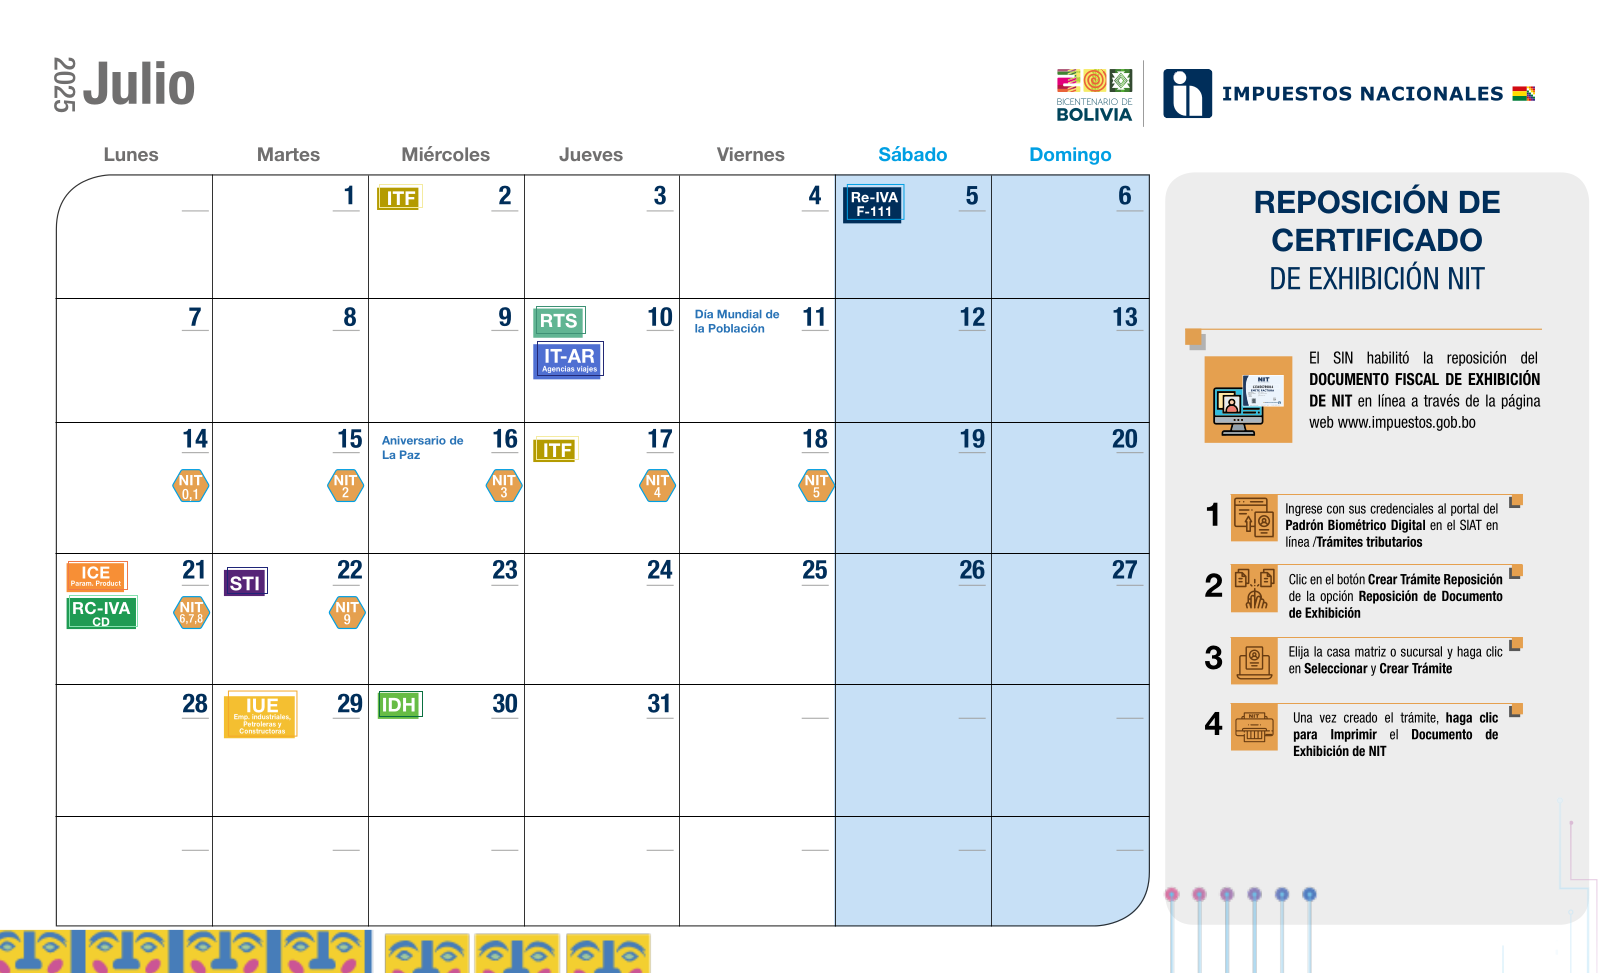 2025
Julio
BICENTENARIO DE
BOLIVIA
IMPUESTOS NACIONALES
Lunes
Martes
Miércoles
Jueves
Viernes
Sábado
Domingo
1
ITF
2
3
4
Re-IVA
F-111
5
6
7
8
9
RTS
IT-AR
Agencias viajes
10
Día Mundial de
la Población
11
12
13
14
NIT
0,1
15
NIT
2
Aniversario de
La Paz
16
NIT
3
ITF
17
NIT
4
18
NIT
5
19
20
ICE
Param. Product
RC-IVA
CD
21
NIT
6,7,8
STI
22
NIT
9
23
24
25
26
27
28
IUE
Emp. industriales,
Petroleras y
Constructoras
29
IDH
30
31
REPOSICIÓN DE
CERTIFICADO
DE EXHIBICIÓN NIT
NIT
El SIN habilitó la reposición del
DOCUMENTO FISCAL DE EXHIBICIÓN
DE NIT en línea a través de la página
web www.impuestos.gob.bo
1
Ingrese con sus credenciales al portal del
Padrón Biométrico Digital en el SIAT en
línea /Trámites tributarios
2
Clic en el botón Crear Trámite Reposición
de la opción Reposición de Documento
de Exhibición
3
Elija la casa matriz o sucursal y haga clic
en Seleccionar y Crear Trámite
4
NIT
Una vez creado el trámite, haga clic
para Imprimir el Documento de
Exhibición de NIT